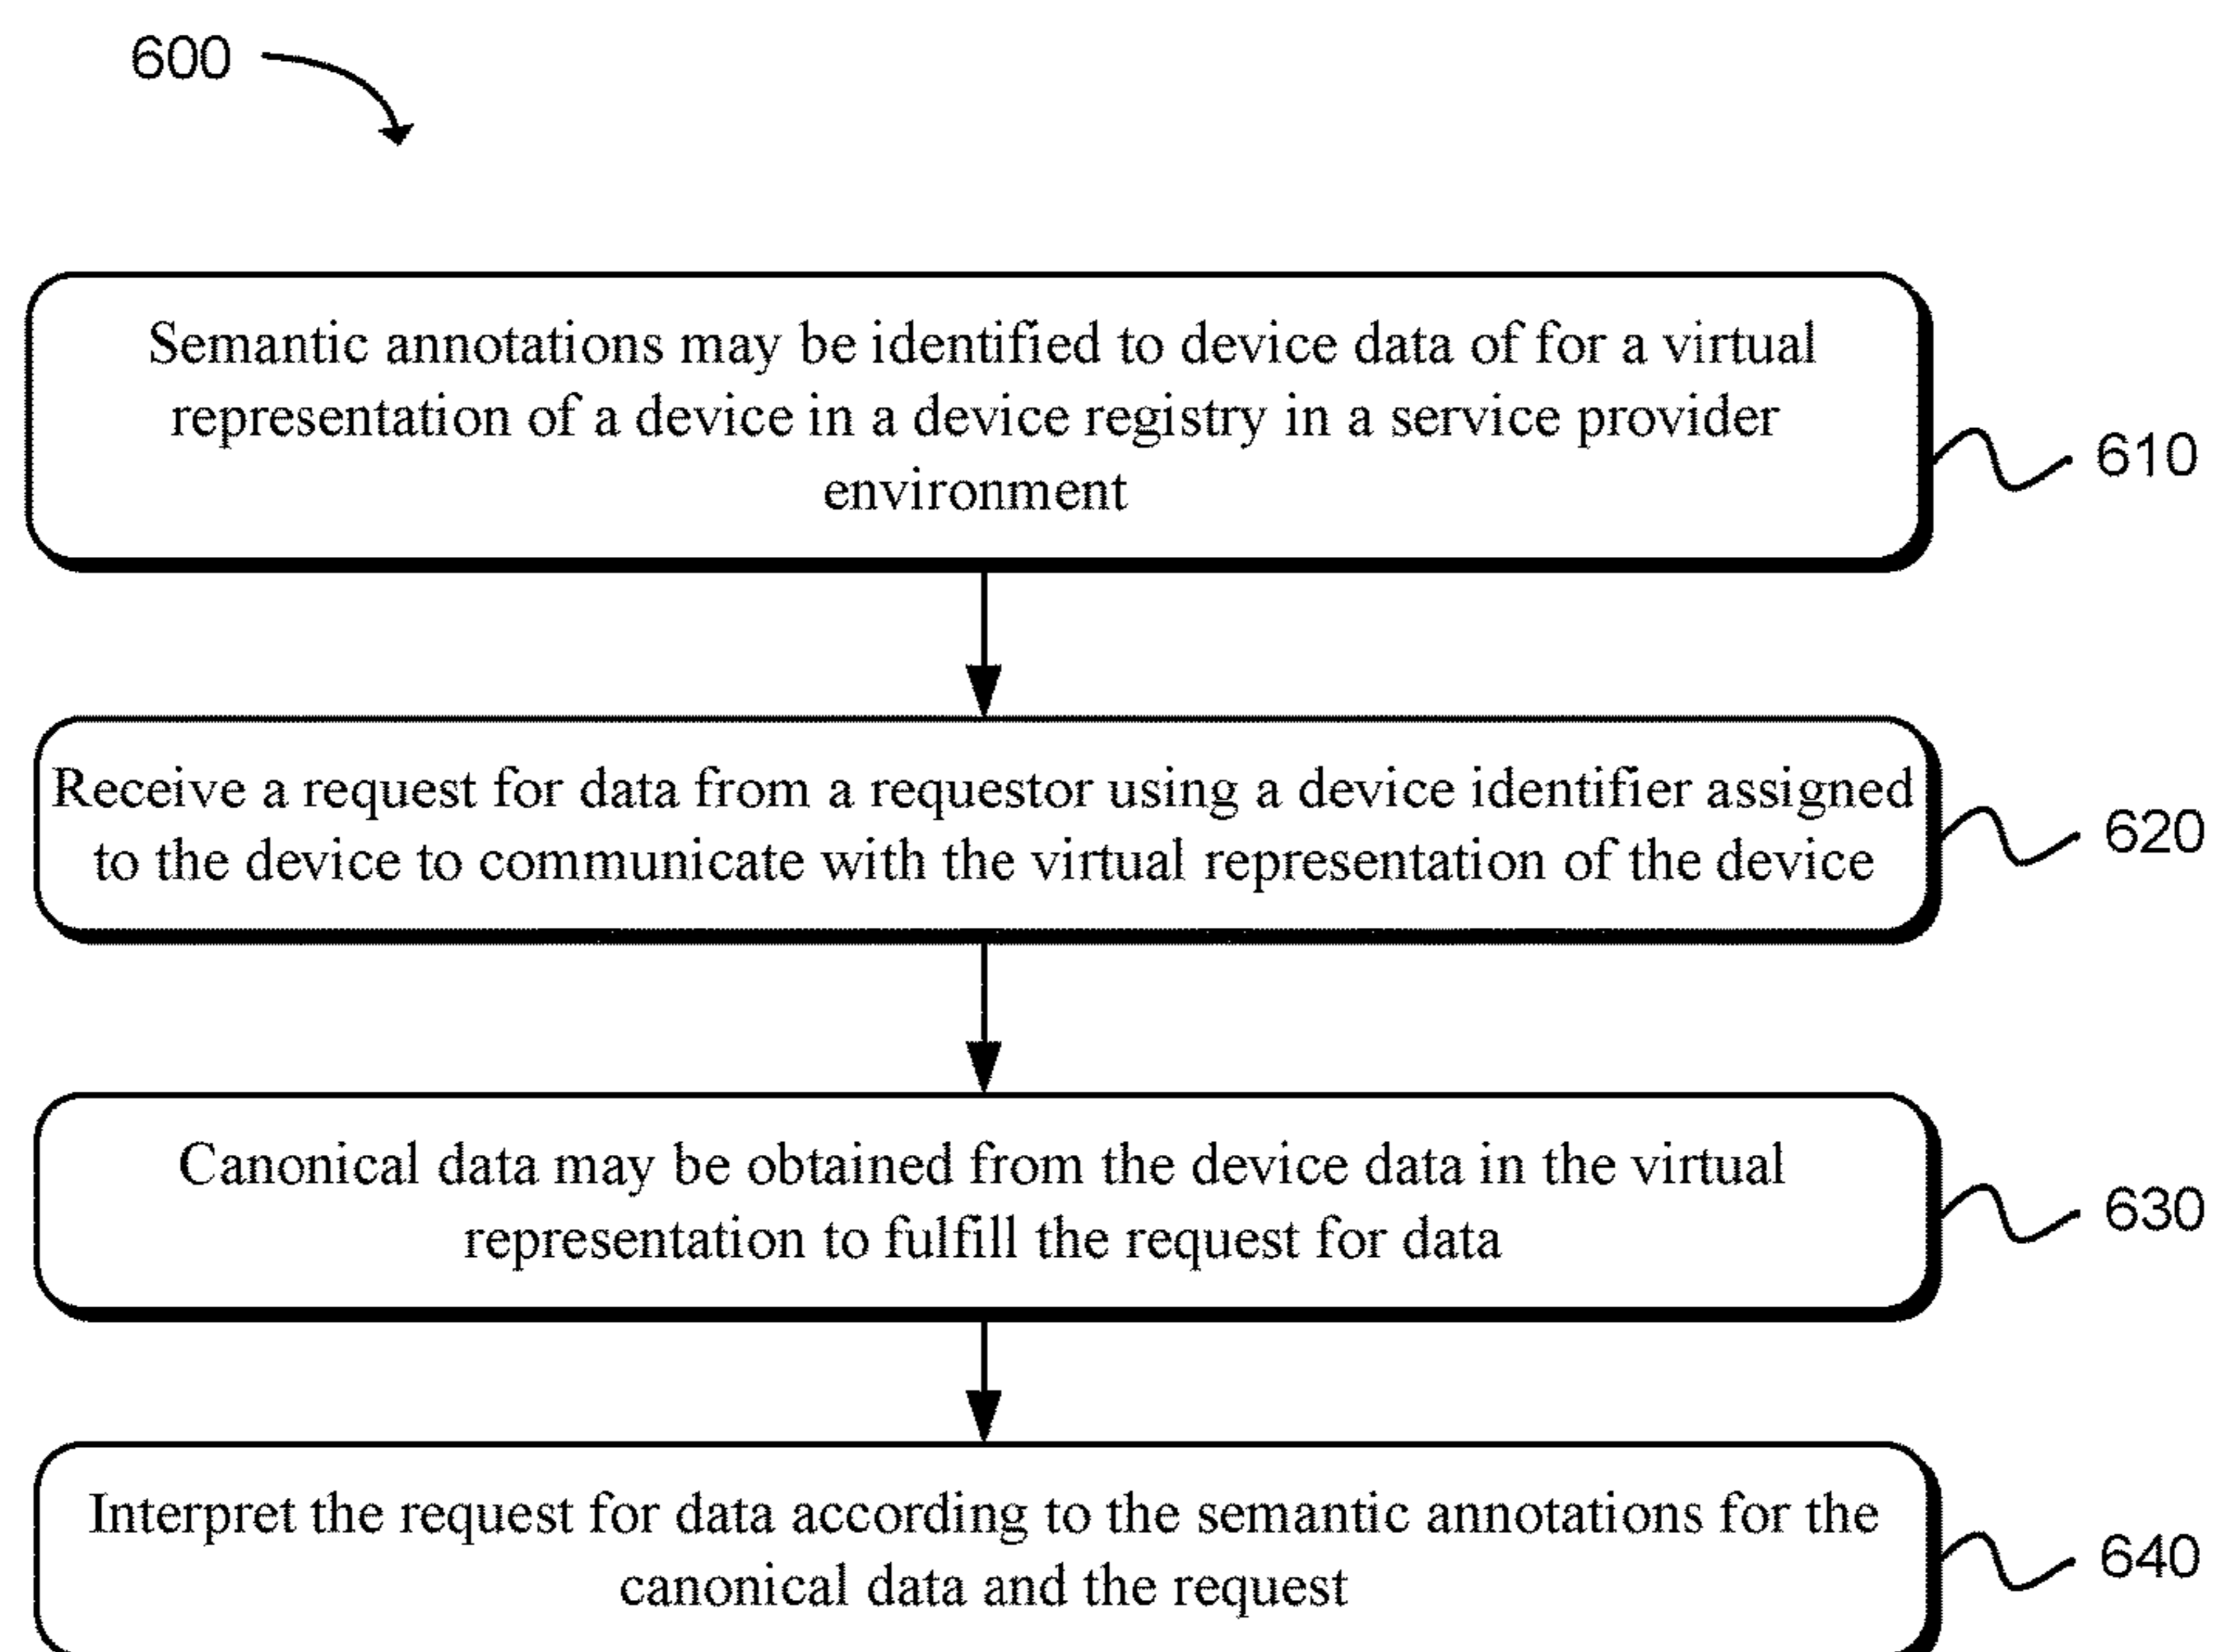 600
Semantic annotations may be identified to device data of for a virtual
representation of a device in a device registry in a service provider
environment
610
Receive a request for data from a requestor using a device identifier assigned
to the device to communicate with the virtual representation of the device
620
Canonical data may be obtained from the device data in the virtual
representation to fulfill the request for data
630
Interpret the request for data according to the semantic annotations for the
canonical data and the request
640